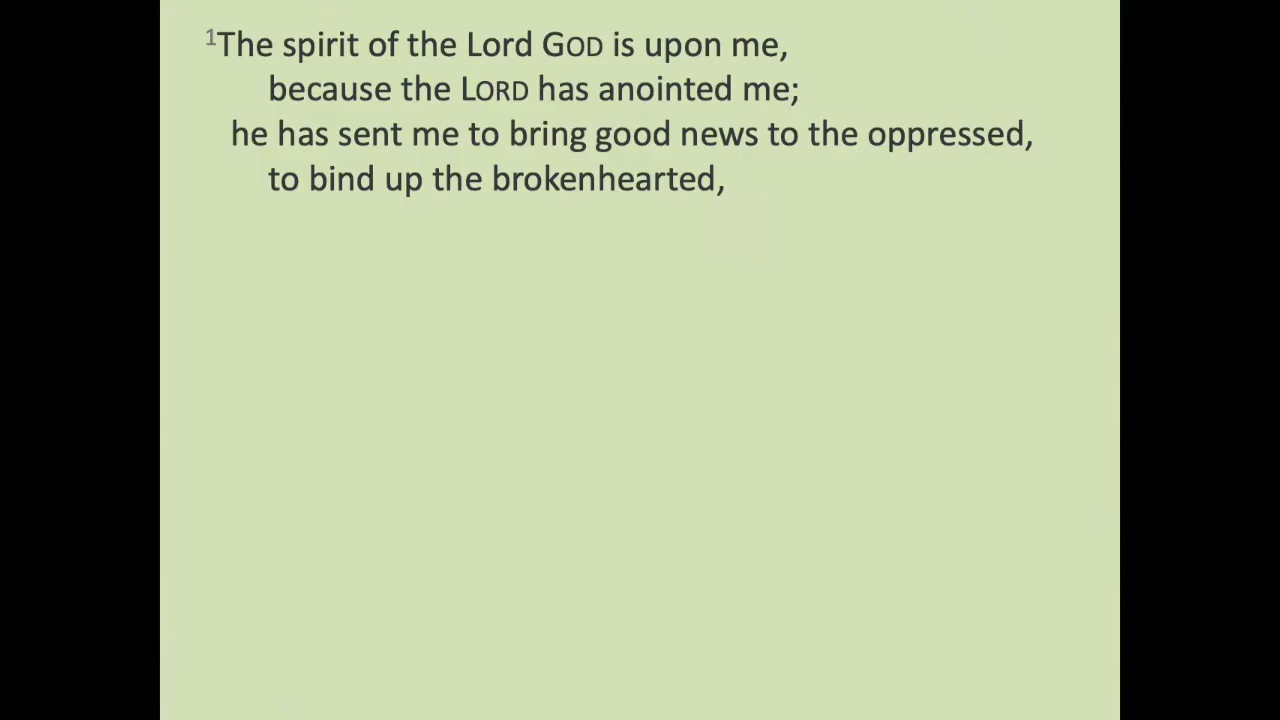 ¹The spirit of the Lord GOD is upon me,
because the LORD has anointed me;
he has sent me to bring good news to the oppressed,
to bind up the brokenhearted,